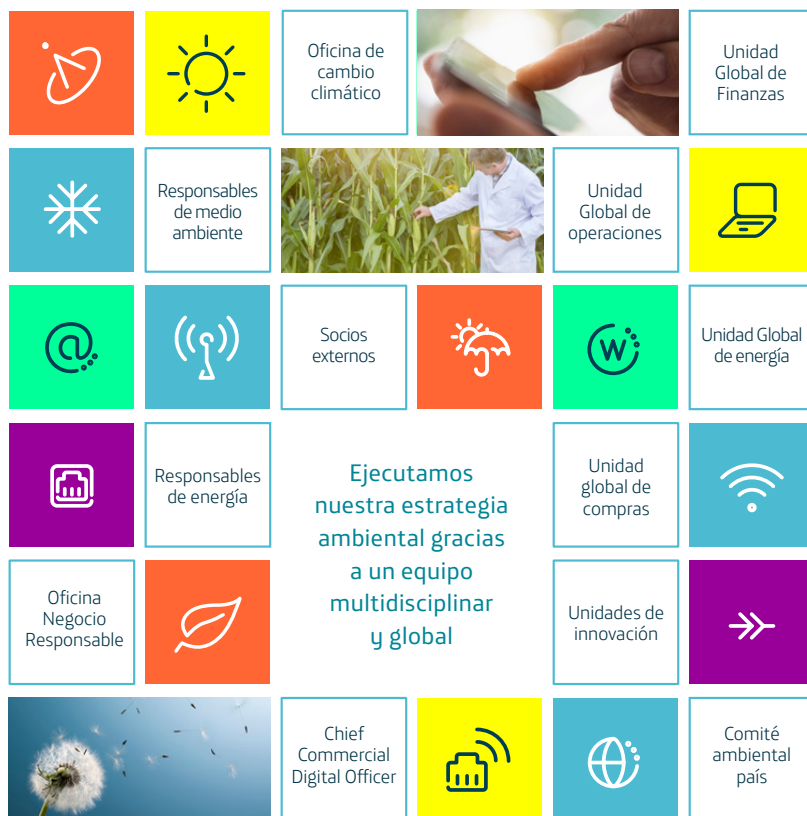 Oficina de
cambio
climático
Unidad
Global de
Finanzas
Responsables
de medio
ambiente
Unidad
Global de
operaciones
@
Socios
externos
W
Unidad Global
de energía
Responsables
de energía
Ejecutamos
nuestra estrategia
ambiental gracias
a un equipo
multidisciplinar
y global
Unidad
global de
compras
Oficina
Negocio
Responsable
Unidades de
innovación
Chief
Commercial
Digital Officer
Comité
ambiental
país